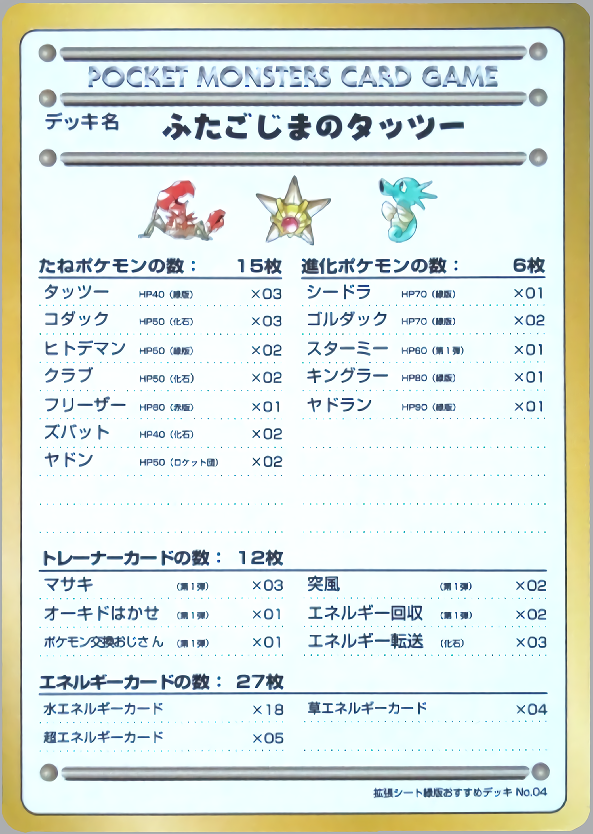 POCKET MONSTERS CARD GAME
デッキ名 ふたごじまのタッツー
たねポケモンの数： 15枚
タッツー HP40（緑版） ×03
コダック HP50（化石） ×03
ヒトデマン HP50（緑版） ×02
クラブ HP50（化石） ×02
フリーザー HP80（赤版） ×01
ズバット HP40（化石） ×02
ヤドン HP50（ロケット団） ×02
進化ポケモンの数： 6枚
シードラ HP70（緑版） ×01
ゴルダック HP70（緑版） ×02
スターミー HP60（第1弾） ×01
キングラー HP80（緑版） ×01
ヤドラン HP90（緑版） ×01
トレーナーカードの数： 12枚
マサキ （第1弾） ×03
オーキドはかせ （第1弾） ×01
ポケモン交換おじさん （第1弾） ×01
突風 （第1弾） ×02
エネルギー回収 （第1弾） ×02
エネルギー転送 （化石） ×03
エネルギーカードの数： 27枚
水エネルギーカード ×18
超エネルギーカード ×05
草エネルギーカード ×04
拡張シート緑版おすすめデッキ No.04